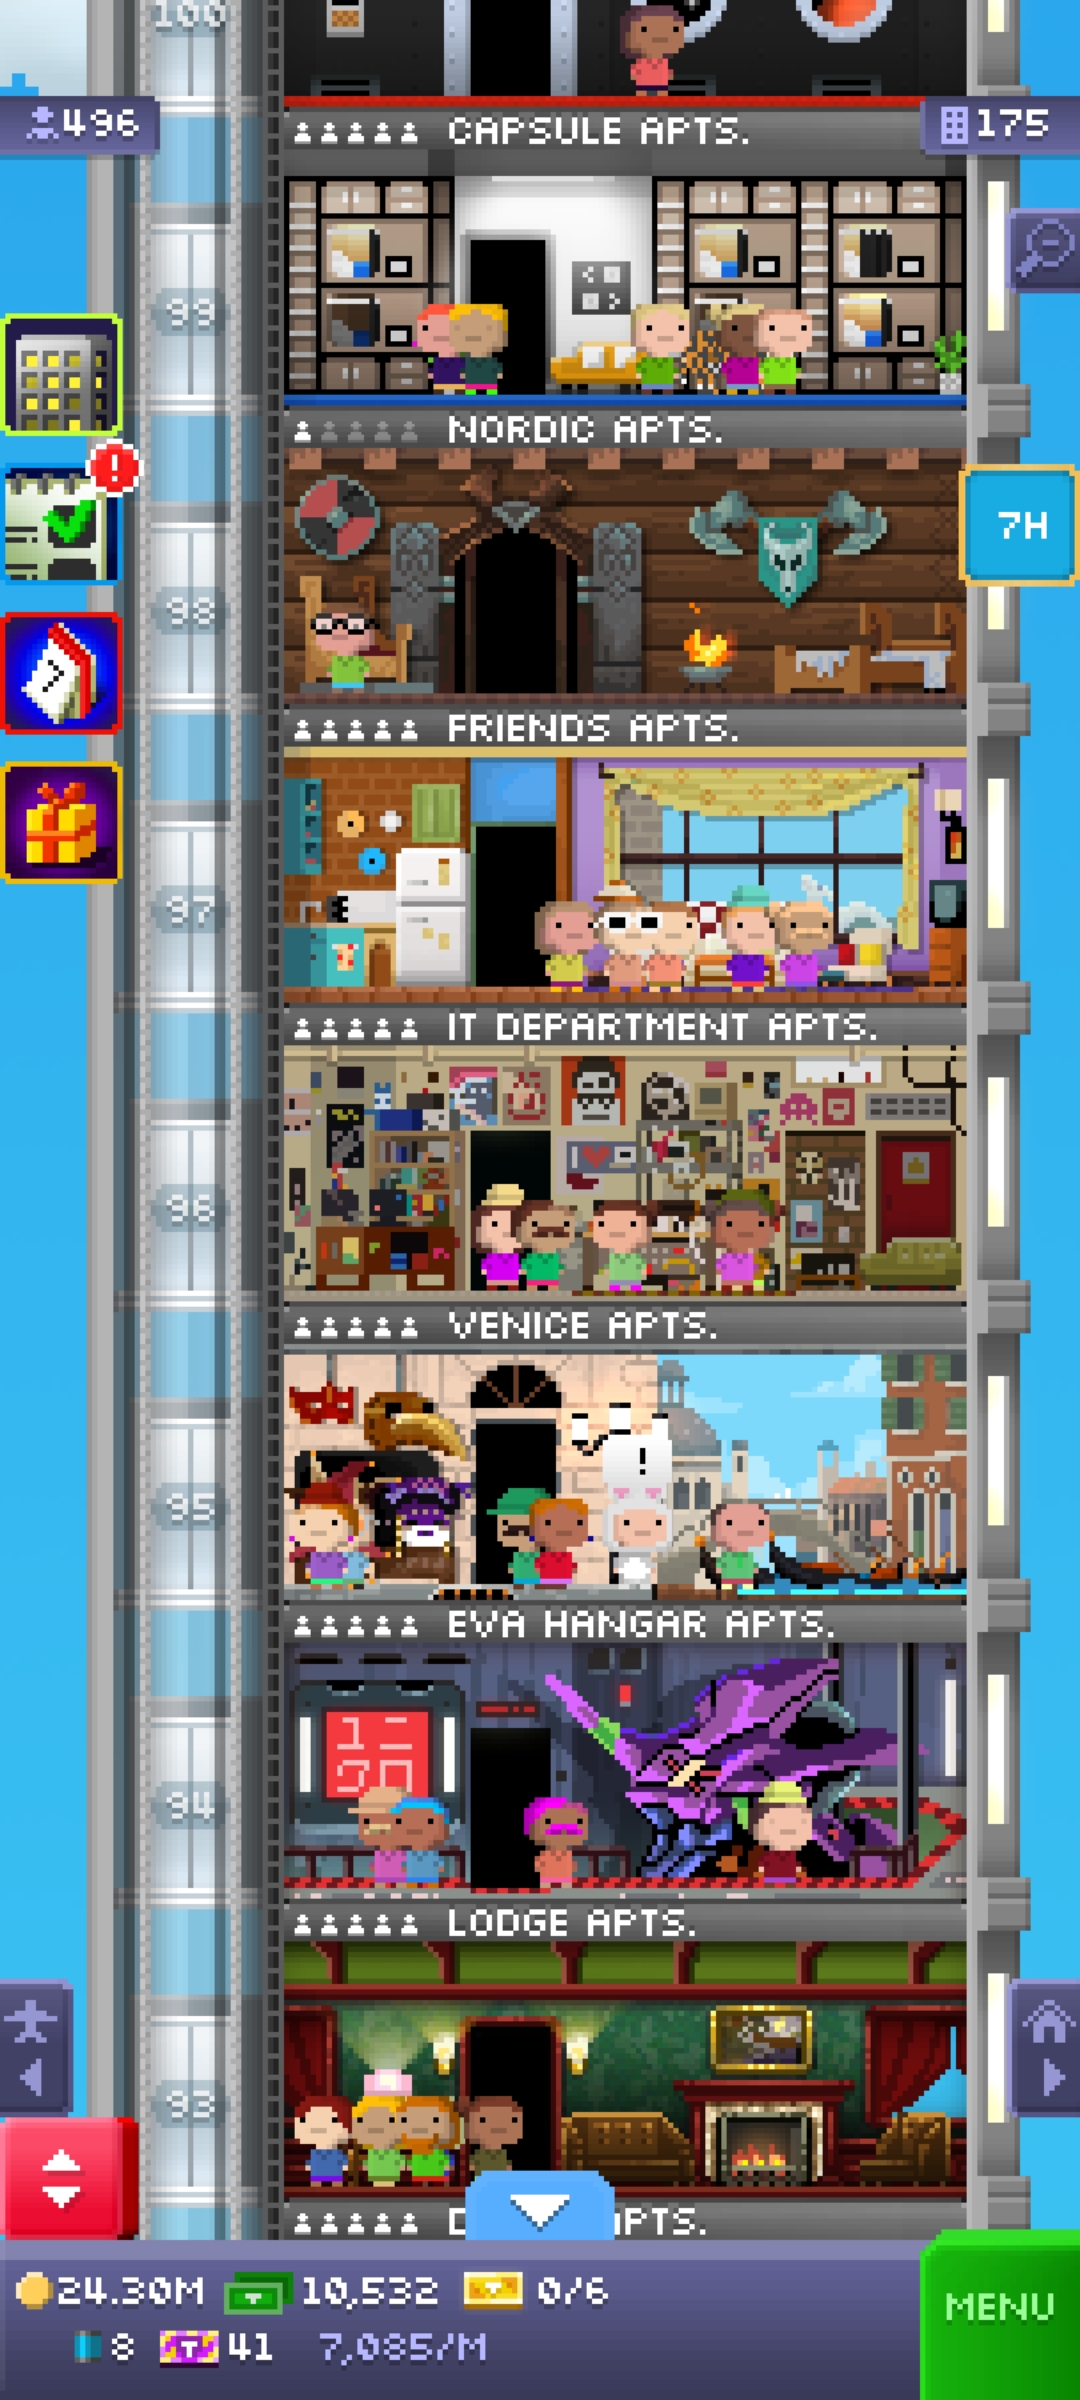 100
496
CAPSULE APTS.
175
99
NORDIC APTS.
7H
98
FRIENDS APTS.
97
IT DEPARTMENT APTS.
96
VENICE APTS.
!
95
EVA HANGAR APTS.
94
LODGE APTS.
93
24.30M 10,532 0/6
MENU
8 41 7,085/M